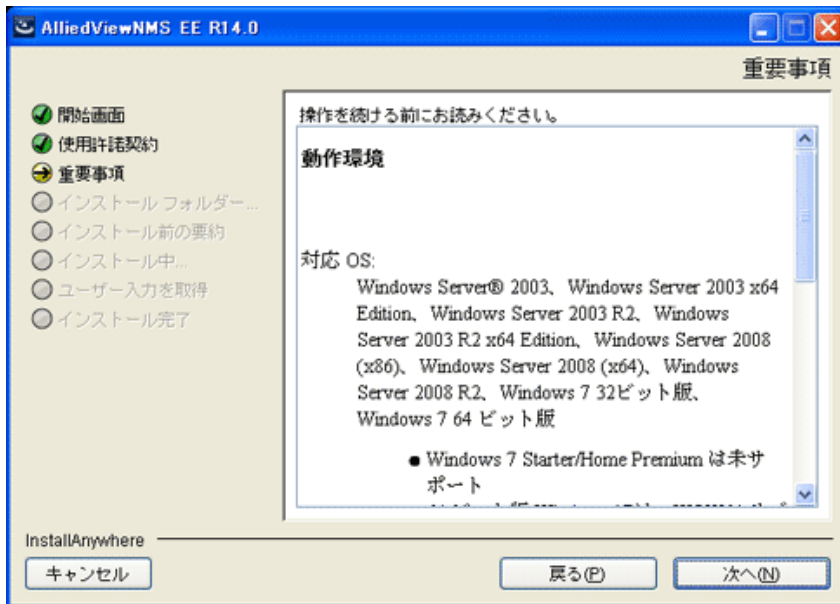 AlliedViewNMS EE R14.0
重要事項
開始画面
使用許諾契約
重要事項
インストール フォルダー...
インストール前の要約
インストール中...
ユーザー入力を取得
インストール完了
操作を続ける前にお読みください。
動作環境
対応 OS:
Windows Server® 2003、Windows Server 2003 x64
Edition、Windows Server 2003 R2、Windows
Server 2003 R2 x64 Edition、Windows Server 2008
(x86)、Windows Server 2008 (x64)、Windows
Server 2008 R2、Windows 7 32ビット版、
Windows 7 64 ビット版
● Windows 7 Starter/Home Premium は未サ
ポート
InstallAnywhere
キャンセル
戻る(P)
次へ(N)